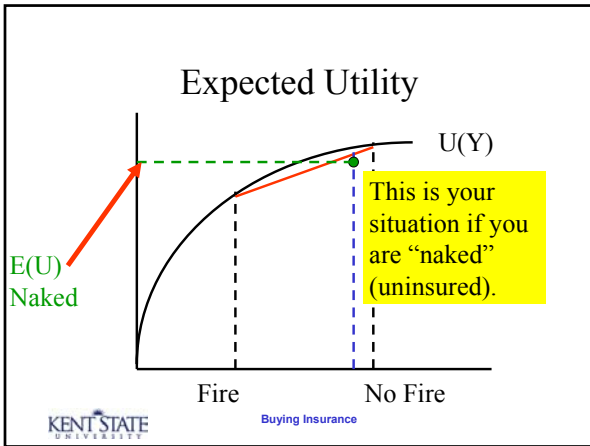 Expected Utility
U(Y)
This is your
situation if you
are “naked”
(uninsured).
E(U)
Naked
Fire
No Fire
KENT STATE
UNIVERSITY
Buying Insurance